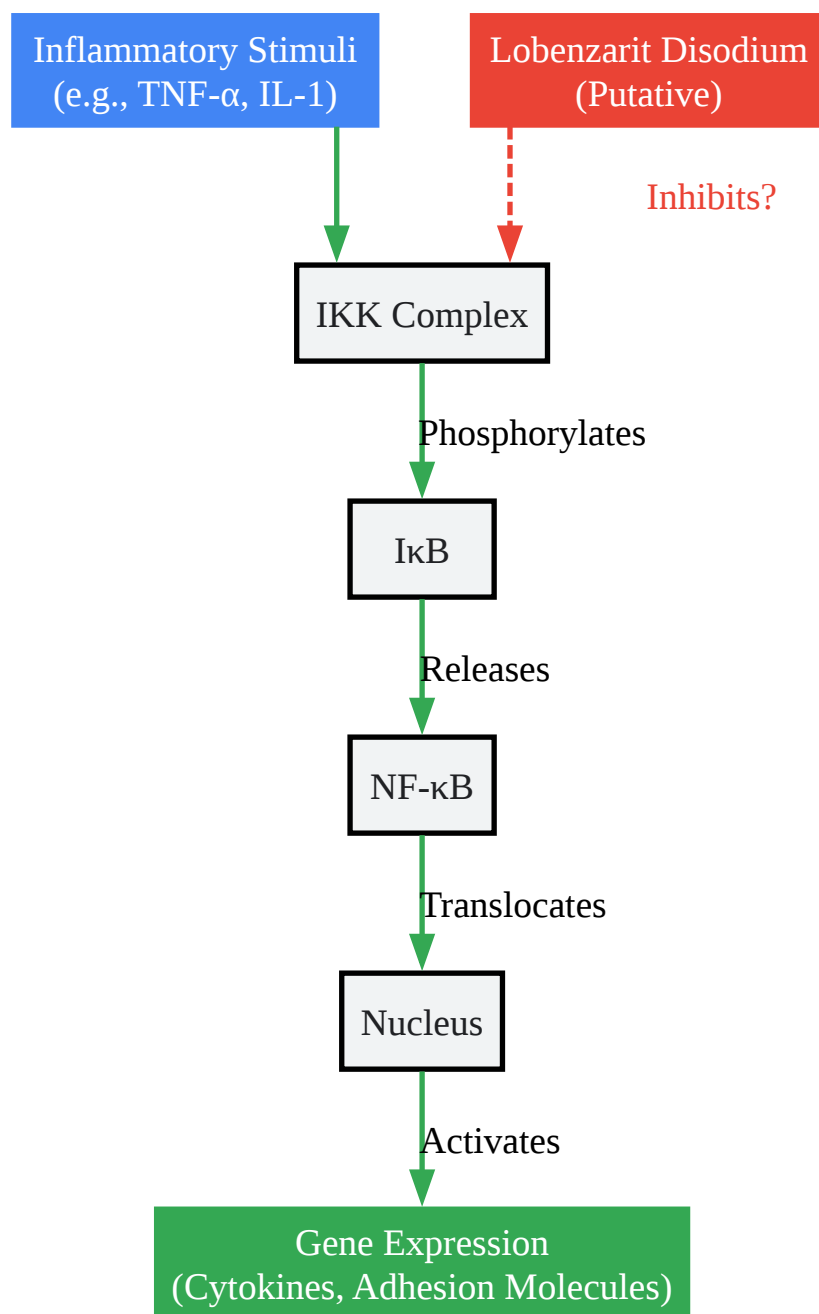 Inflammatory Stimuli
(e.g., TNF-α, IL-1)
Lobenzarit Disodium
(Putative)
Inhibits?
IKK Complex
Phosphorylates
IκB
Releases
NF-κB
Translocates
Nucleus
Activates
Gene Expression
(Cytokines, Adhesion Molecules)